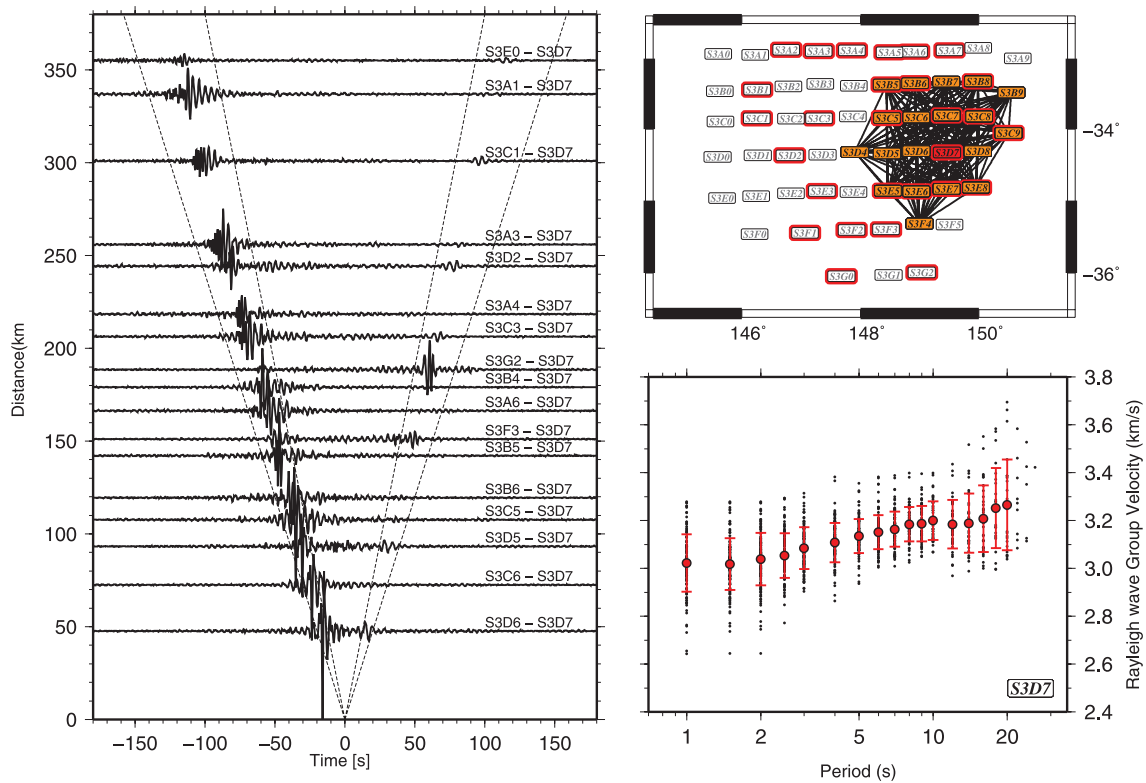 350
300
250
200
150
100
50
0
Distance(km
S3E0 – S3D7
S3A1 – S3D7
S3C1 – S3D7
S3A3 – S3D7
S3D2 – S3D7
S3A4 – S3D7
S3C3 – S3D7
S3G2 – S3D7
S3B4 – S3D7
S3A6 – S3D7
S3F3 – S3D7
S3B5 – S3D7
S3B6 – S3D7
S3C5 – S3D7
S3D5 – S3D7
S3C6 – S3D7
S3D6 – S3D7
−150 −100 −50 0 50 100 150
Time [s]
S3A0 S3A1 S3A2 S3A3 S3A4 S3A5 S3A6 S3A7 S3A8 S3A9
S3B0 S3B1 S3B2 S3B3 S3B4 S3B5 S3B6 S3B7 S3B8 S3B9
S3C0 S3C1 S3C2 S3C3 S3C4 S3C5 S3C6 S3C7 S3C8 S3C9
S3D0 S3D1 S3D2 S3D3 S3D4 S3D5 S3D6 S3D7 S3D8
S3E0 S3E1 S3E2 S3E3 S3E4 S3E5 S3E6 S3E7 S3E8
S3F0 S3F1 S3F2 S3F3 S3F4 S3F5
S3G0 S3G1 S3G2
−34°
−36°
146° 148° 150°
3.8
3.6
3.4
3.2
3.0
2.8
2.6
2.4
Rayleigh wave Group Velocity (km/s)
S3D7
1 2 5 10 20
Period (s)